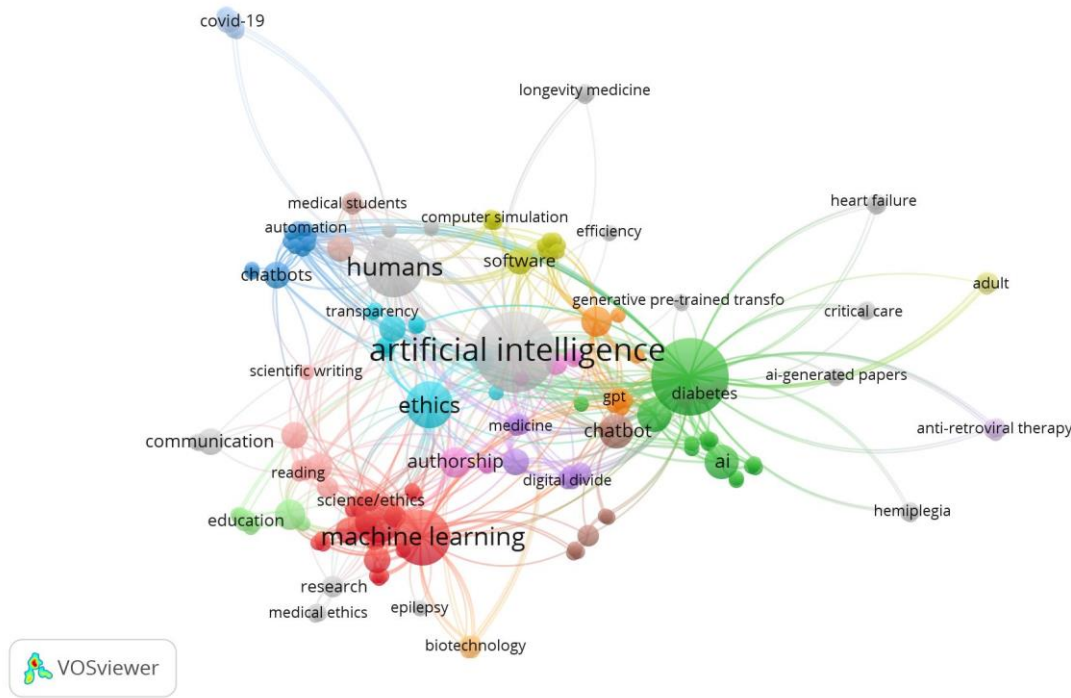 covid-19
longevity medicine
medical students
computer simulation
heart failure
automation
efficiency
humans
software
chatbots
adult
generative pre-trained transfo
transparency
critical care
artificial intelligence
scientific writing
ai-generated papers
diabetes
gpt
ethics
medicine
chatbot
anti-retroviral therapy
communication
authorship
ai
reading
digital divide
science/ethics
hemiplegia
education
machine learning
research
medical ethics
epilepsy
biotechnology
VOSviewer